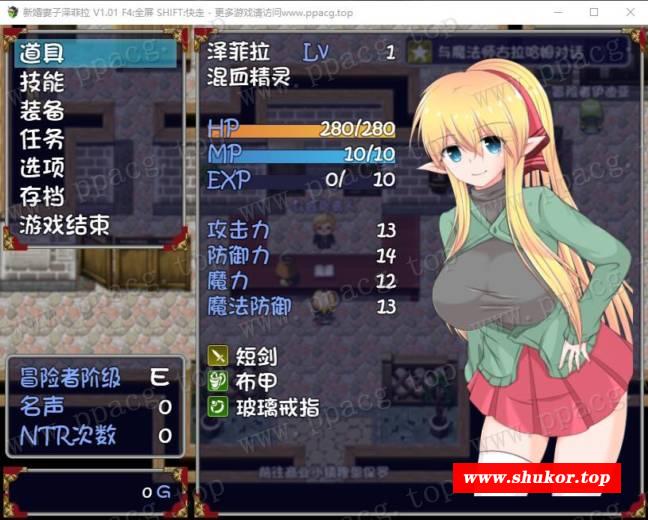 新婚妻子泽菲拉 V1.01 F4:全屏 SHIFT:快走 - 更多游戏请访问www.ppacg.top
道具
技能
装备
任务
选项
存档
游戏结束
泽菲拉 Lv 1
混血精灵
HP 280/280
MP 10/10
EXP 0/ 10
攻击力 13
防御力 14
魔力 12
魔法防御 13
短剑
布甲
玻璃戒指
冒险者阶级 E
名声 0
NTR次数 0
0 G
与魔法师古拉哈姆对话
www.shukor.top
www.ppacg.top